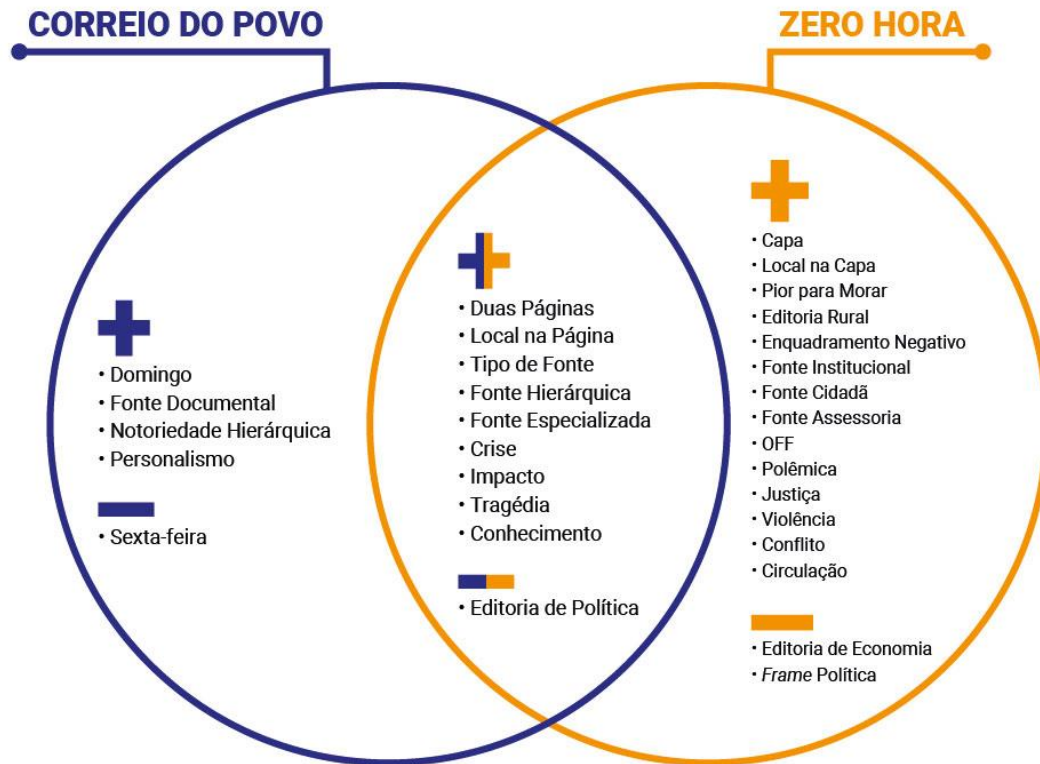 CORREIO DO POVO
ZERO HORA
• Domingo
• Fonte Documental
• Notoriedade Hierárquica
• Personalismo
• Sexta-feira
• Duas Páginas
• Local na Página
• Tipo de Fonte
• Fonte Hierárquica
• Fonte Especializada
• Crise
• Impacto
• Tragédia
• Conhecimento
• Editoria de Política
• Capa
• Local na Capa
• Pior para Morar
• Editoria Rural
• Enquadramento Negativo
• Fonte Institucional
• Fonte Cidadã
• Fonte Assessoria
• OFF
• Polêmica
• Justiça
• Violência
• Conflito
• Circulação
• Editoria de Economia
• Frame Política